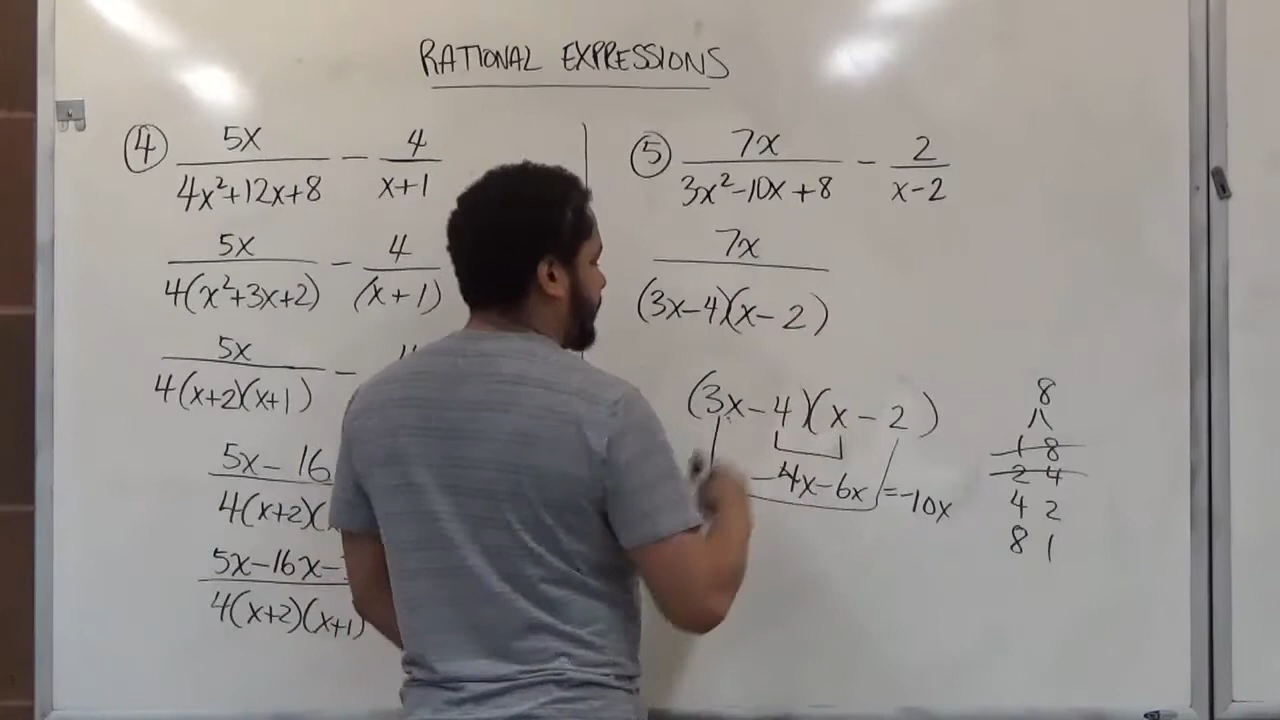 RATIONAL EXPRESSIONS
④ 5x / 4x²+12x+8 − 4 / x+1
5x / 4(x²+3x+2) − 4 / (x+1)
5x / 4(x+2)(x+1) −
5x − 16
4(x+2)(
5x−16x−
4(x+2)(x+1)
⑤ 7x / 3x²−10x+8 − 2 / x−2
7x / (3x−4)(x−2)
(3x−4)(x−2)
−4x−6x = −10x
8
1 8
2 4
4 2
8 1